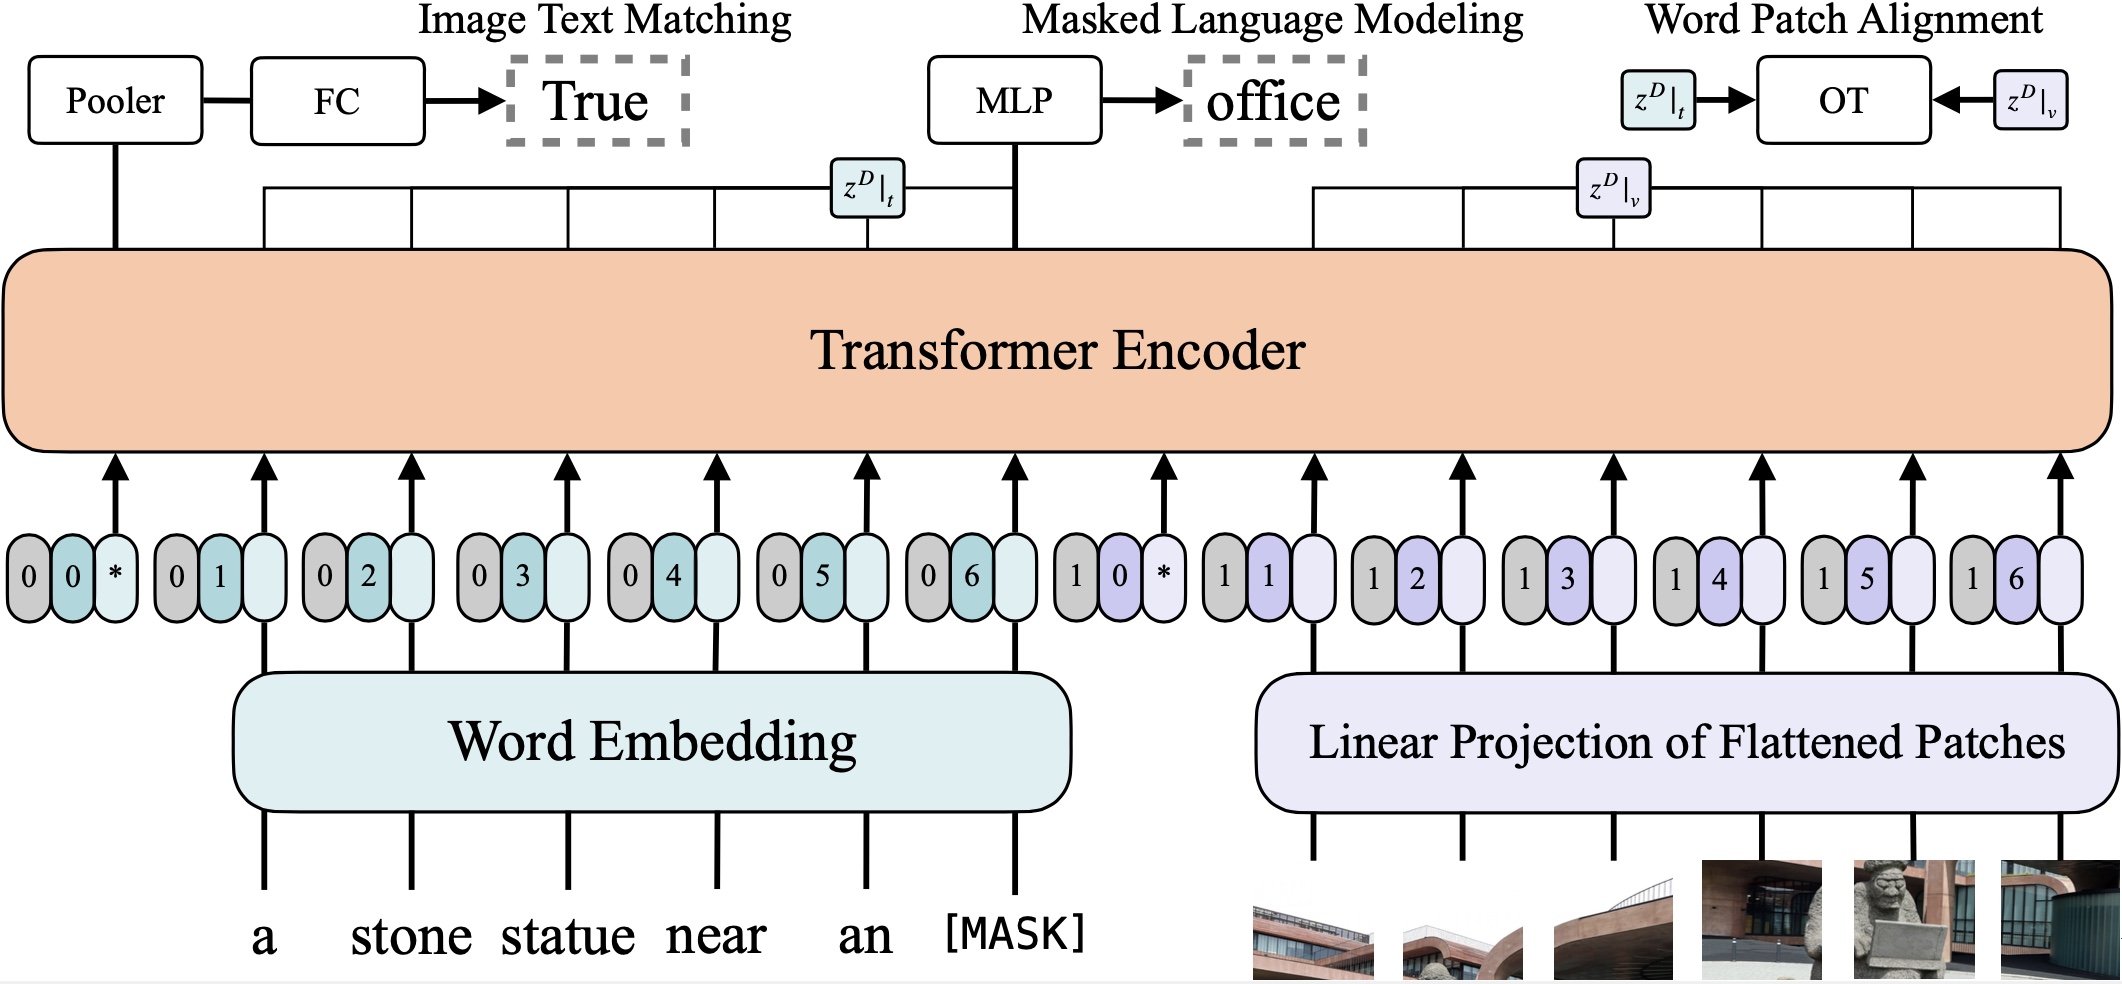 Image Text Matching Masked Language Modeling Word Patch Alignment
Pooler FC True MLP office z^D|_t OT z^D|_v
z^D|_t z^D|_v
Transformer Encoder
0 0 * 0 1 0 2 0 3 0 4 0 5 0 6 1 0 * 1 1 1 2 1 3 1 4 1 5 1 6
Word Embedding Linear Projection of Flattened Patches
a stone statue near an [MASK]